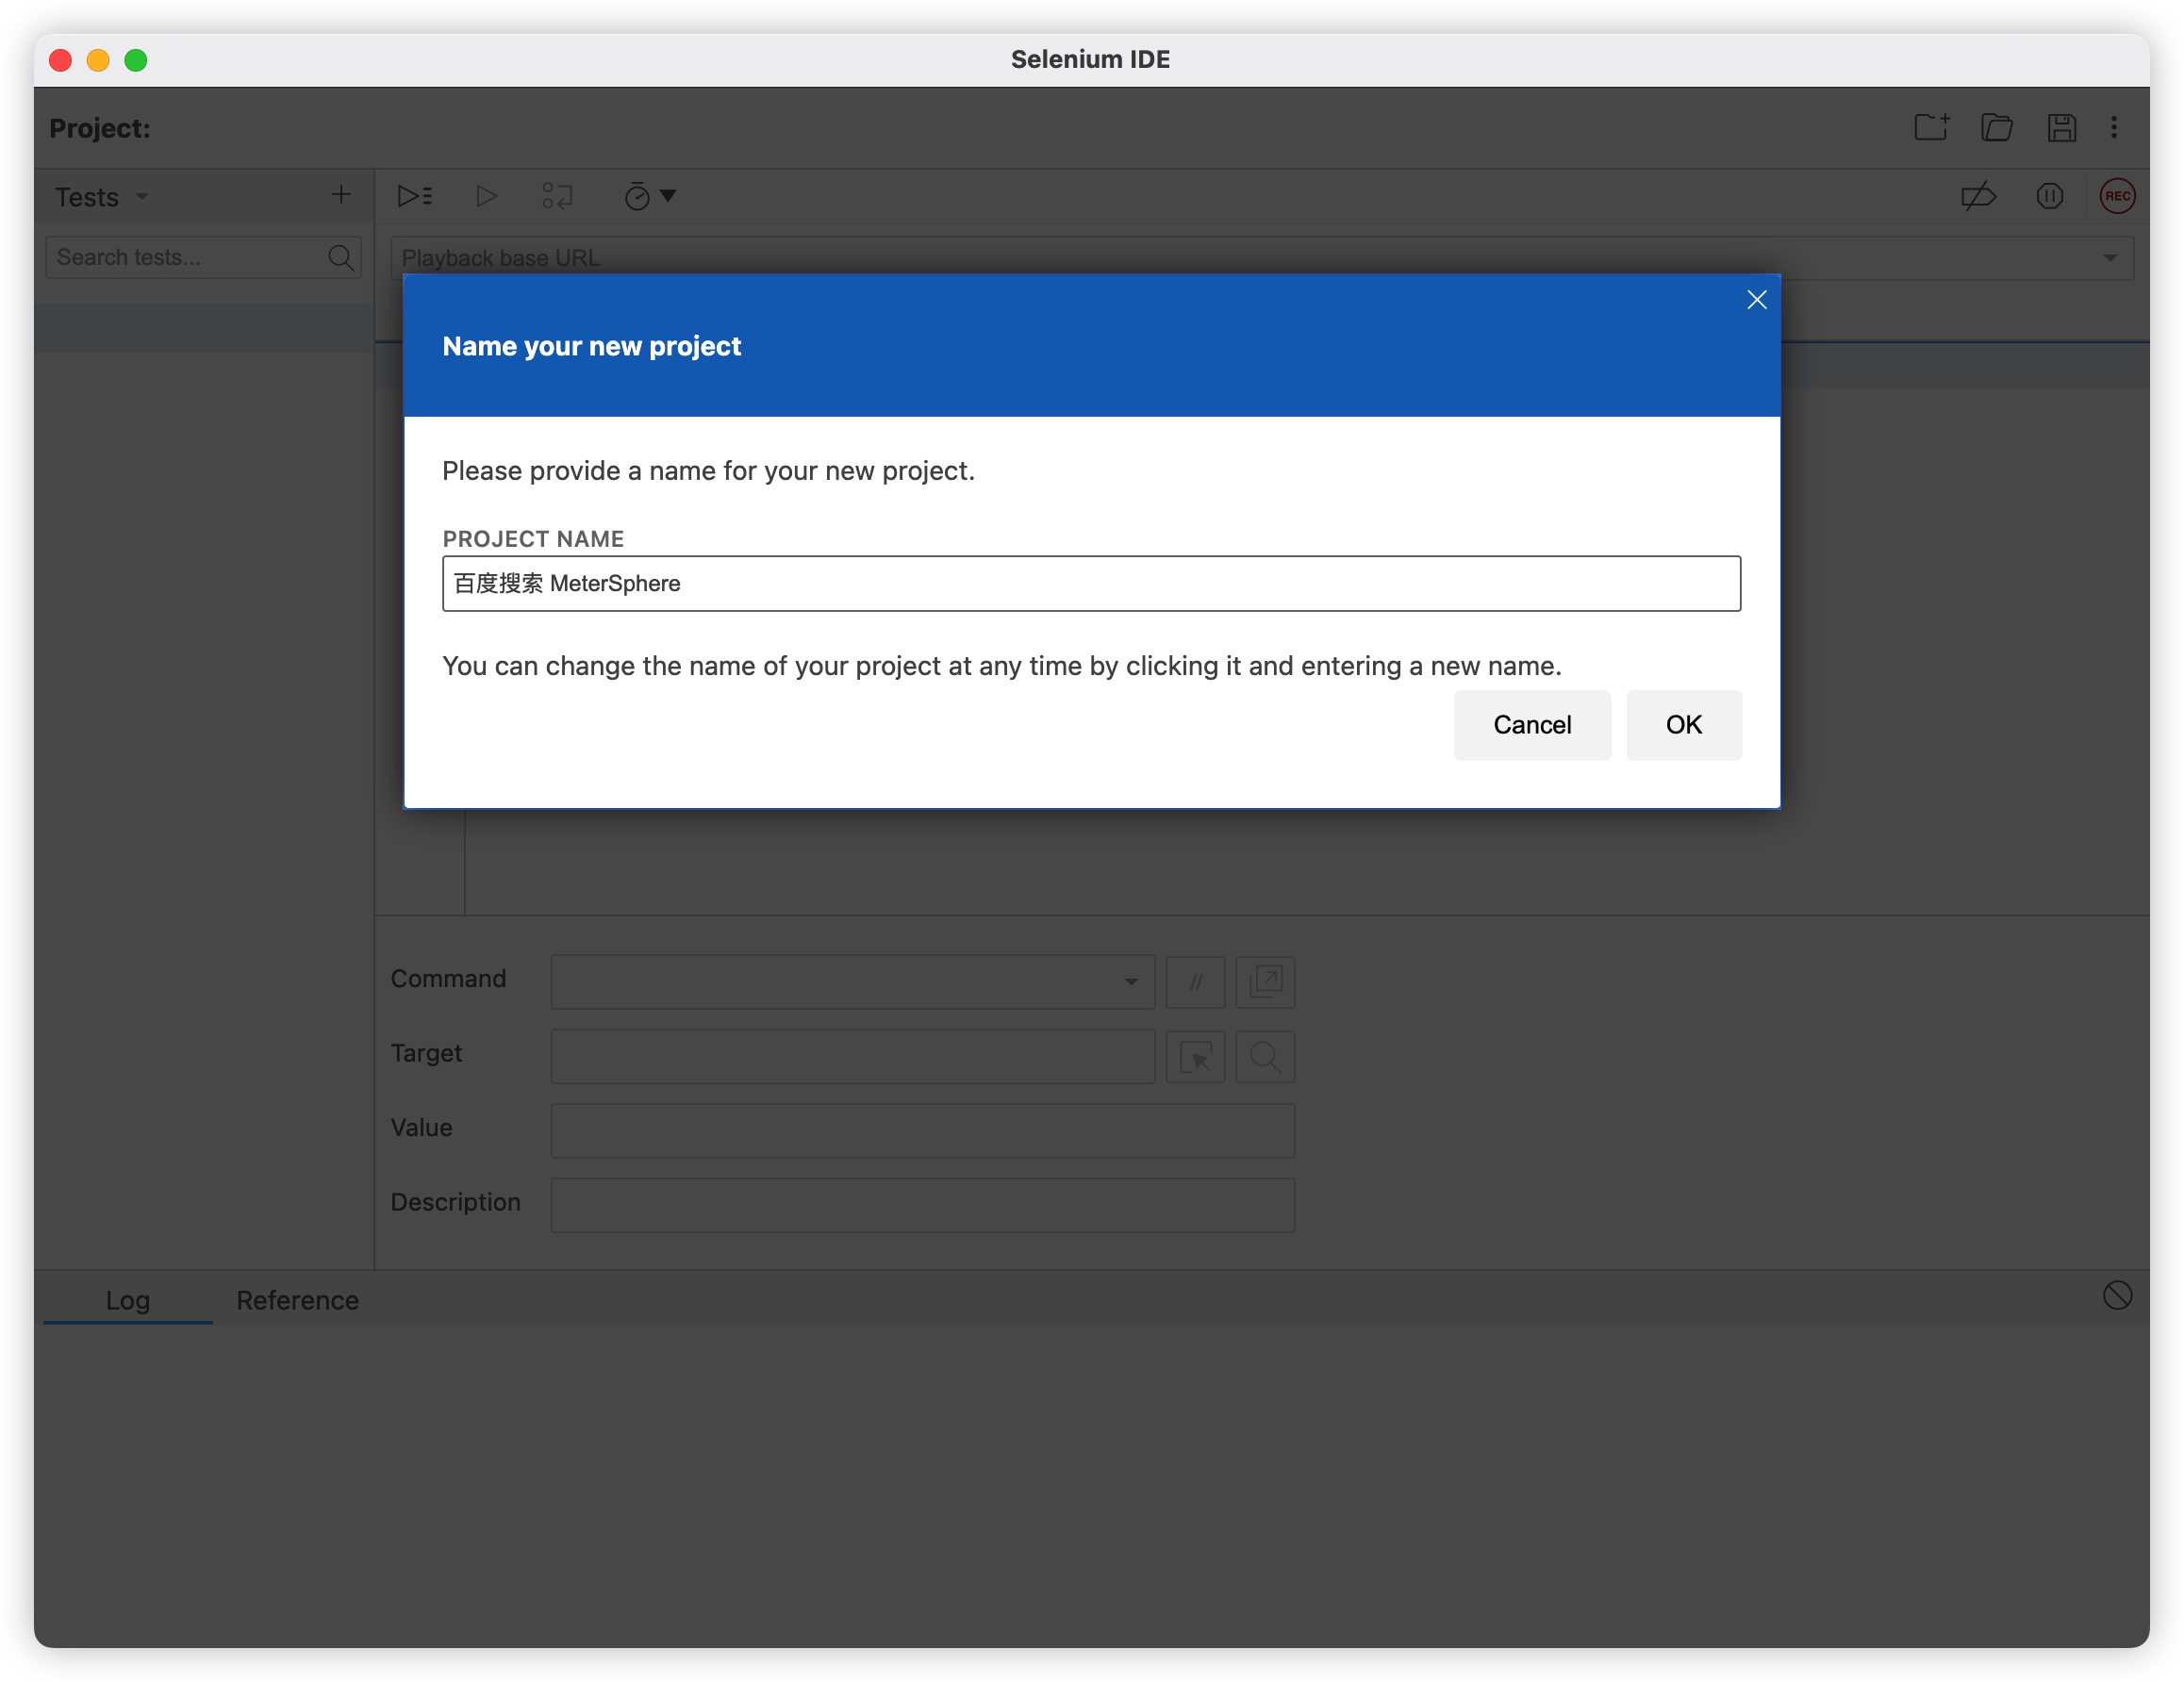 Selenium IDE
Project:
Tests
REC
Search tests...
Playback base URL
Name your new project
Please provide a name for your new project.
PROJECT NAME
百度搜索 MeterSphere
You can change the name of your project at any time by clicking it and entering a new name.
Cancel
OK
Command
//
Target
Value
Description
Log
Reference